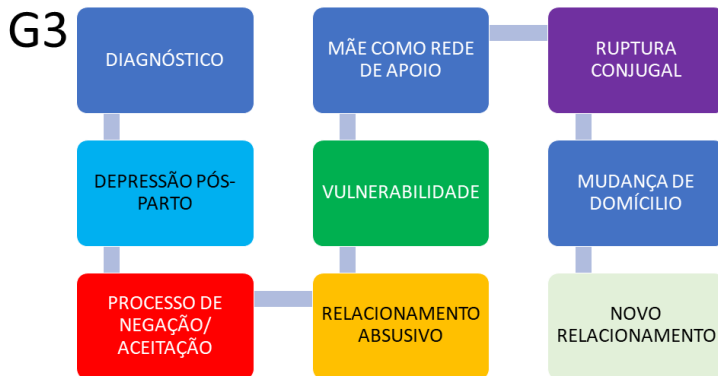 G3
DIAGNÓSTICO
DEPRESSÃO PÓS-
PARTO
PROCESSO DE
NEGAÇÃO/
ACEITAÇÃO
RELACIONAMENTO
ABSUSIVO
VULNERABILIDADE
MÃE COMO REDE
DE APOIO
RUPTURA
CONJUGAL
MUDANÇA DE
DOMÍCILIO
NOVO
RELACIONAMENTO